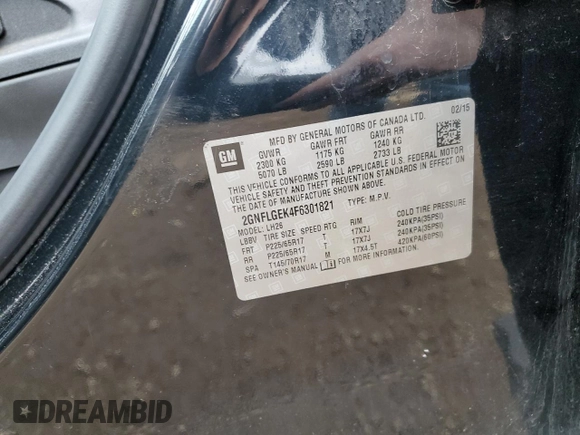 02/15
GM
MFD BY GENERAL MOTORS OF CANADA LTD.
GVWR GAWR FRT GAWR RR
2300 KG 1175 KG 1240 KG
5070 LB 2590 LB 2733 LB
THIS VEHICLE CONFORMS TO ALL APPLICABLE U.S. FEDERAL MOTOR
VEHICLE SAFETY AND THEFT PREVENTION STANDARDS IN EFFECT ON
THE DATE OF MANUFACTURE SHOWN ABOVE.
2GNFLGEK4F6301821 TYPE: M.P.V.
MODEL: LH26
LBBV TIRE SIZE SPEED RTG RIM COLD TIRE PRESSURE
FRT P225/65R17 T 17X7J 240KPA(35PSI)
RR P225/65R17 T 17X7J 240KPA(35PSI)
SPA T145/70R17 M 17X4.5T 420KPA(60PSI)
SEE OWNER'S MANUAL FOR ADDITIONAL INFORMATION.
DREAMBID